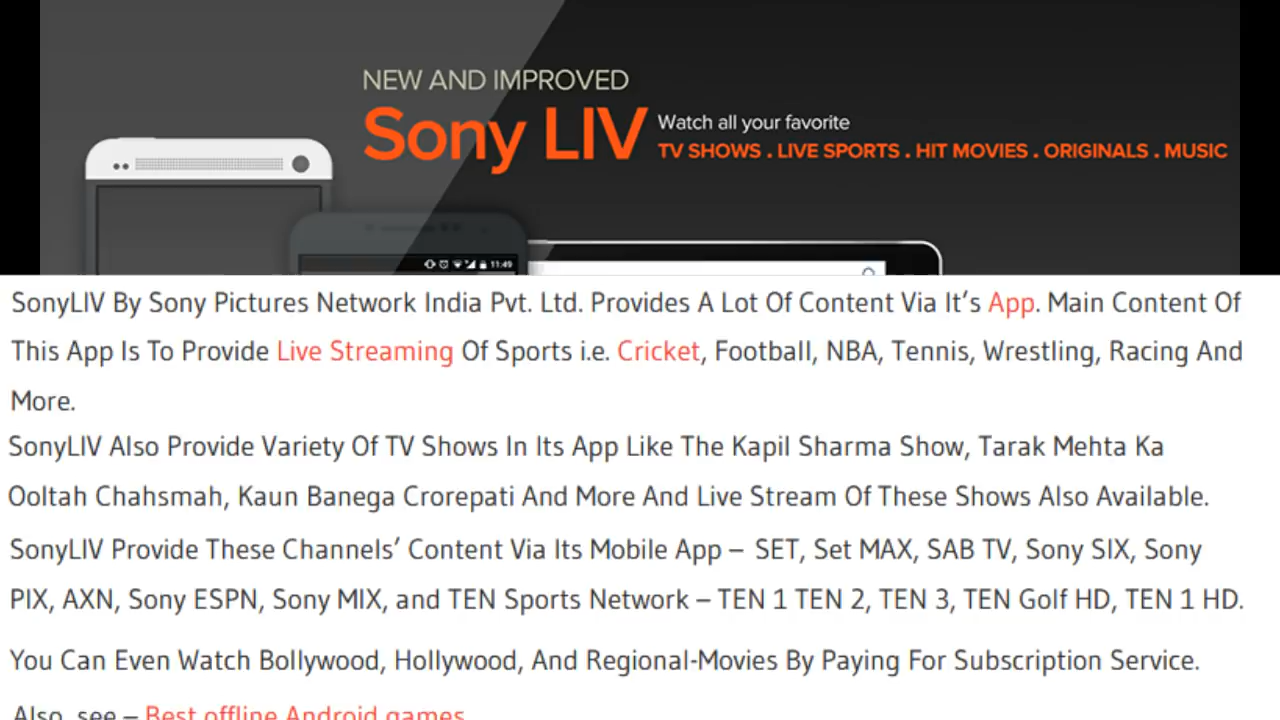 NEW AND IMPROVED
Sony LIV
Watch all your favorite
TV SHOWS . LIVE SPORTS . HIT MOVIES . ORIGINALS . MUSIC
11:49
SonyLIV By Sony Pictures Network India Pvt. Ltd. Provides A Lot Of Content Via It’s App. Main Content Of
This App Is To Provide Live Streaming Of Sports i.e. Cricket, Football, NBA, Tennis, Wrestling, Racing And
More.
SonyLIV Also Provide Variety Of TV Shows In Its App Like The Kapil Sharma Show, Tarak Mehta Ka
Ooltah Chahsmah, Kaun Banega Crorepati And More And Live Stream Of These Shows Also Available.
SonyLIV Provide These Channels’ Content Via Its Mobile App – SET, Set MAX, SAB TV, Sony SIX, Sony
PIX, AXN, Sony ESPN, Sony MIX, and TEN Sports Network – TEN 1 TEN 2, TEN 3, TEN Golf HD, TEN 1 HD.
You Can Even Watch Bollywood, Hollywood, And Regional-Movies By Paying For Subscription Service.
Also, see – Best offline Android games